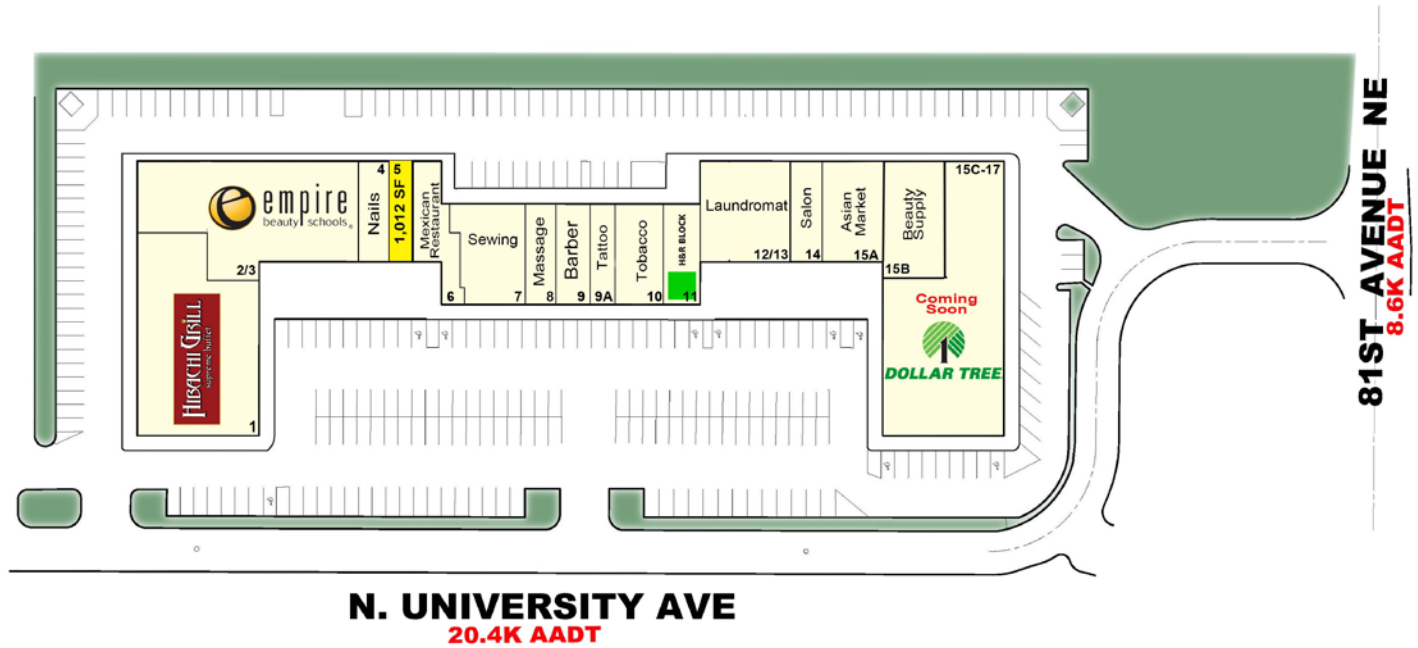 81ST AVENUE NE
8.6K AADT
empire
beauty schools®
2/3
HIBACHI GRILL
supreme buffet
1
4
Nails
5
1,012 SF
Mexican
Restaurant
6
Sewing
7
Massage
8
Barber
9
Tattoo
9A
Tobacco
10
H&R BLOCK
11
Laundromat
12/13
Salon
14
Asian
Market
15A
Beauty
Supply
15B
15C-17
Coming
Soon
DOLLAR TREE
N. UNIVERSITY AVE
20.4K AADT